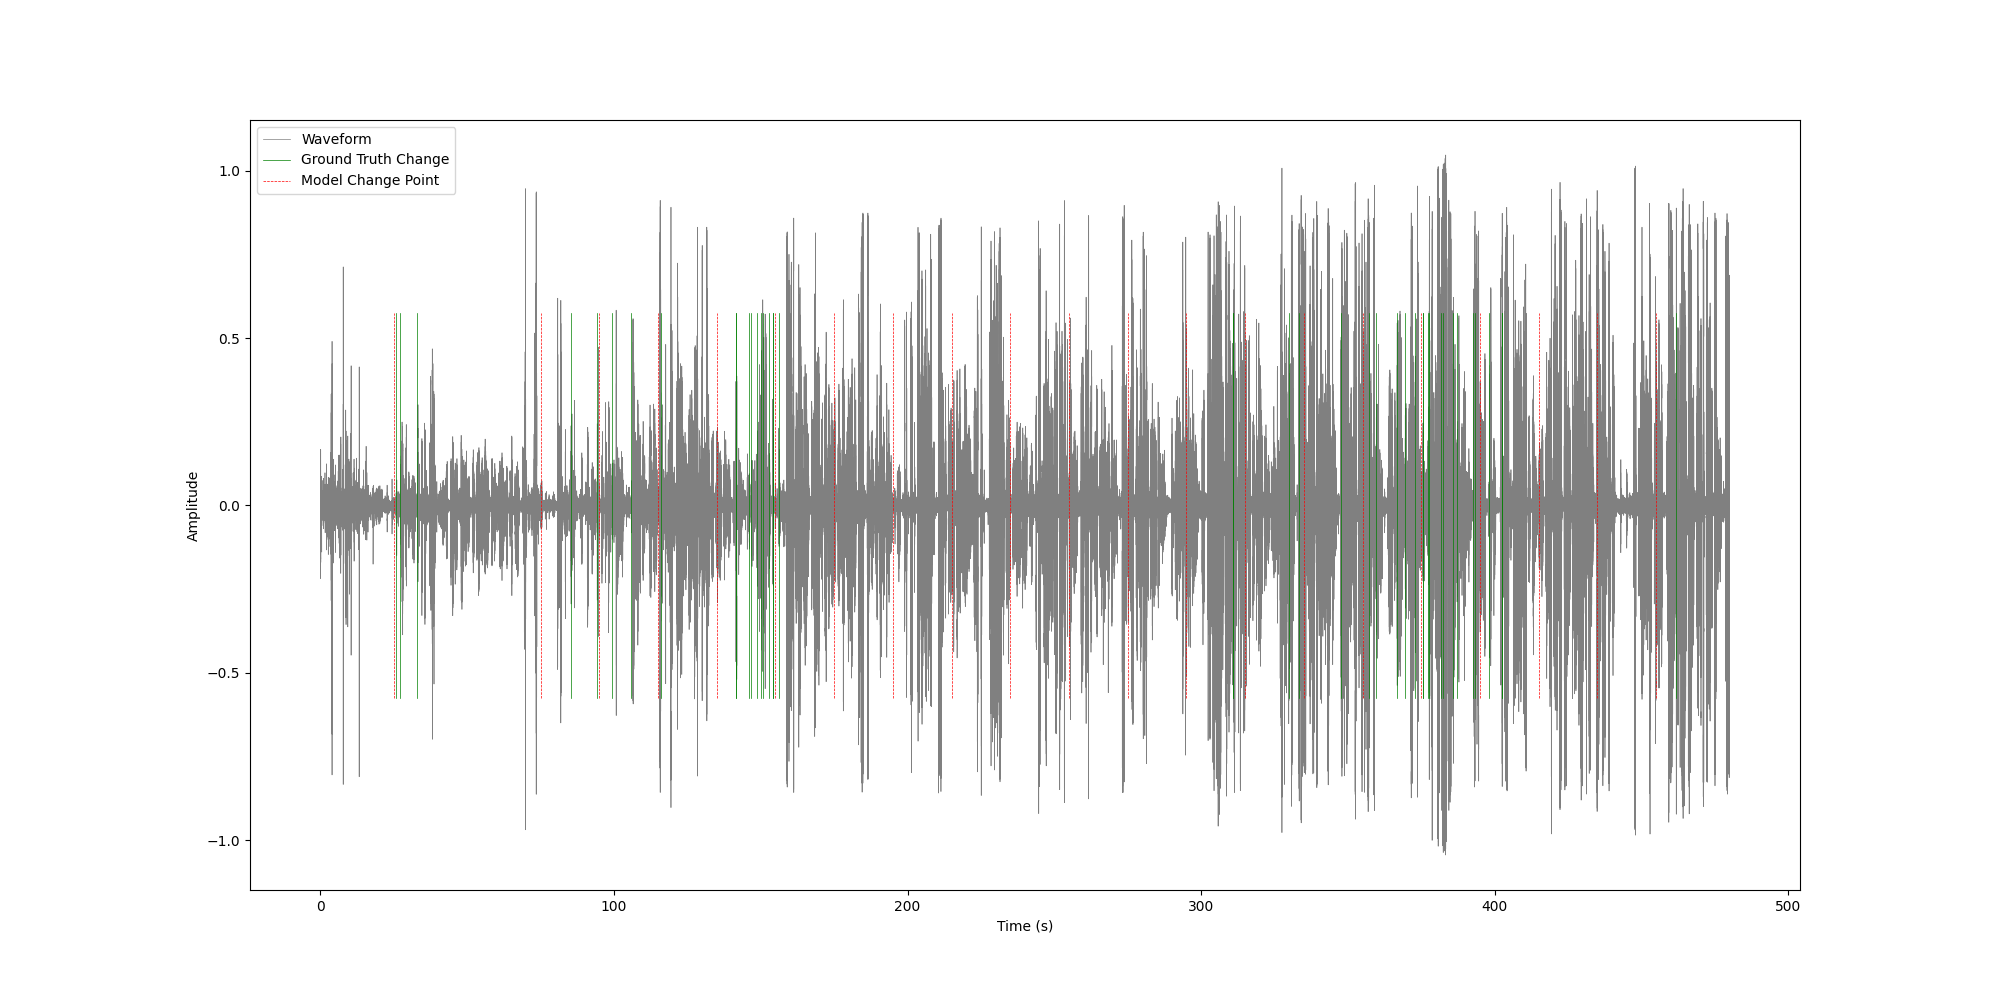 Waveform
Ground Truth Change
Model Change Point
1.0
0.5
0.0
−0.5
−1.0
Amplitude
0 100 200 300 400 500
Time (s)